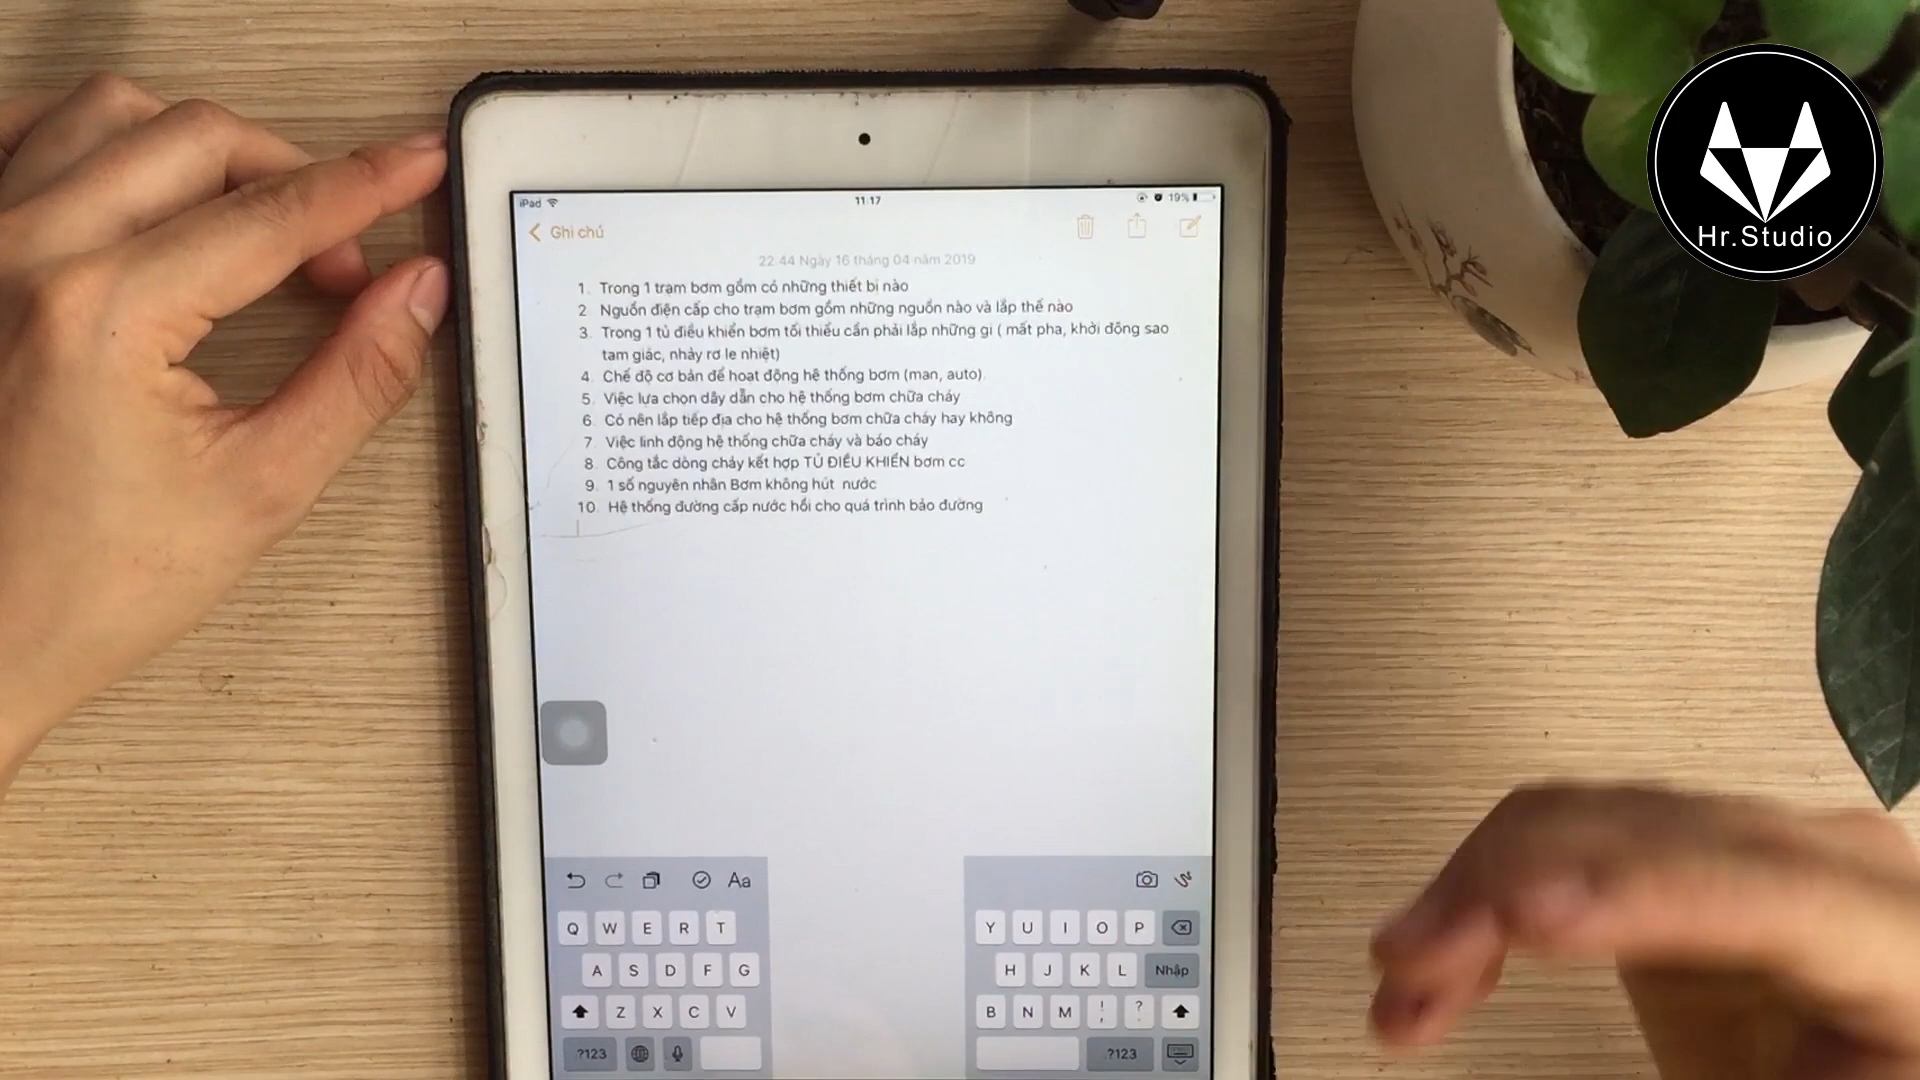 Hr.Studio
iPad 11:17 19%
Ghi chú
22:44 Ngày 16 tháng 04 năm 2019
1. Trong 1 trạm bơm gồm có những thiết bị nào
2 Nguồn điện cấp cho trạm bơm gồm những nguồn nào và lắp thế nào
3. Trong 1 tủ điều khiển bơm tối thiểu cần phải lắp những gì ( mất pha, khởi động sao
tam giác, nhảy rơ le nhiệt)
4. Chế độ cơ bản để hoạt động hệ thống bơm (man, auto).
5. Việc lựa chọn dây dẫn cho hệ thống bơm chữa cháy
6. Có nên lắp tiếp địa cho hệ thống bơm chữa cháy hay không
7. Việc linh động hệ thống chữa cháy và báo cháy
8. Công tắc dòng chảy kết hợp TỦ ĐIỀU KHIỂN bơm cc
9. 1 số nguyên nhân Bơm không hút nước
10. Hệ thống đường cấp nước hồi cho quá trình bảo đường
Aa
Q W E R T Y U I O P
A S D F G H J K L Nhập
Z X C V B N M ! , ? .
?123 .?123